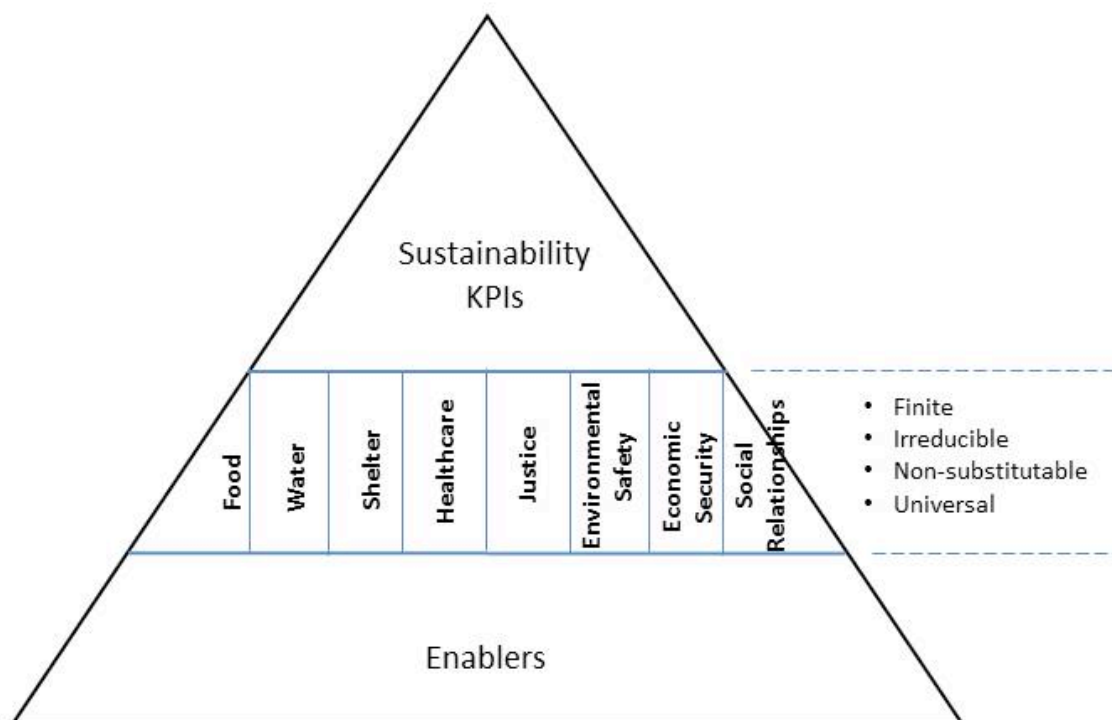 Sustainability
KPIs
Food
Water
Shelter
Healthcare
Justice
Environmental
Safety
Economic
Security
Social
Relationships
• Finite
• Irreducible
• Non-substitutable
• Universal
Enablers